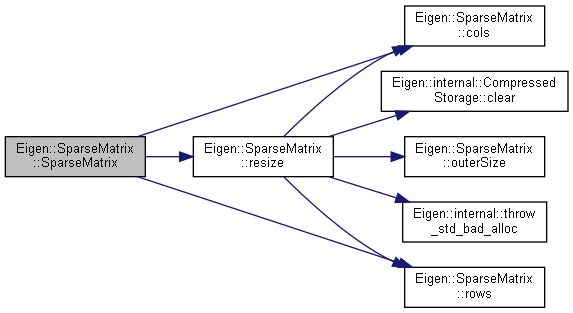 Eigen::SparseMatrix
::SparseMatrix
Eigen::SparseMatrix
::resize
Eigen::SparseMatrix
::cols
Eigen::internal::Compressed
Storage::clear
Eigen::SparseMatrix
::outerSize
Eigen::internal::throw
_std_bad_alloc
Eigen::SparseMatrix
::rows